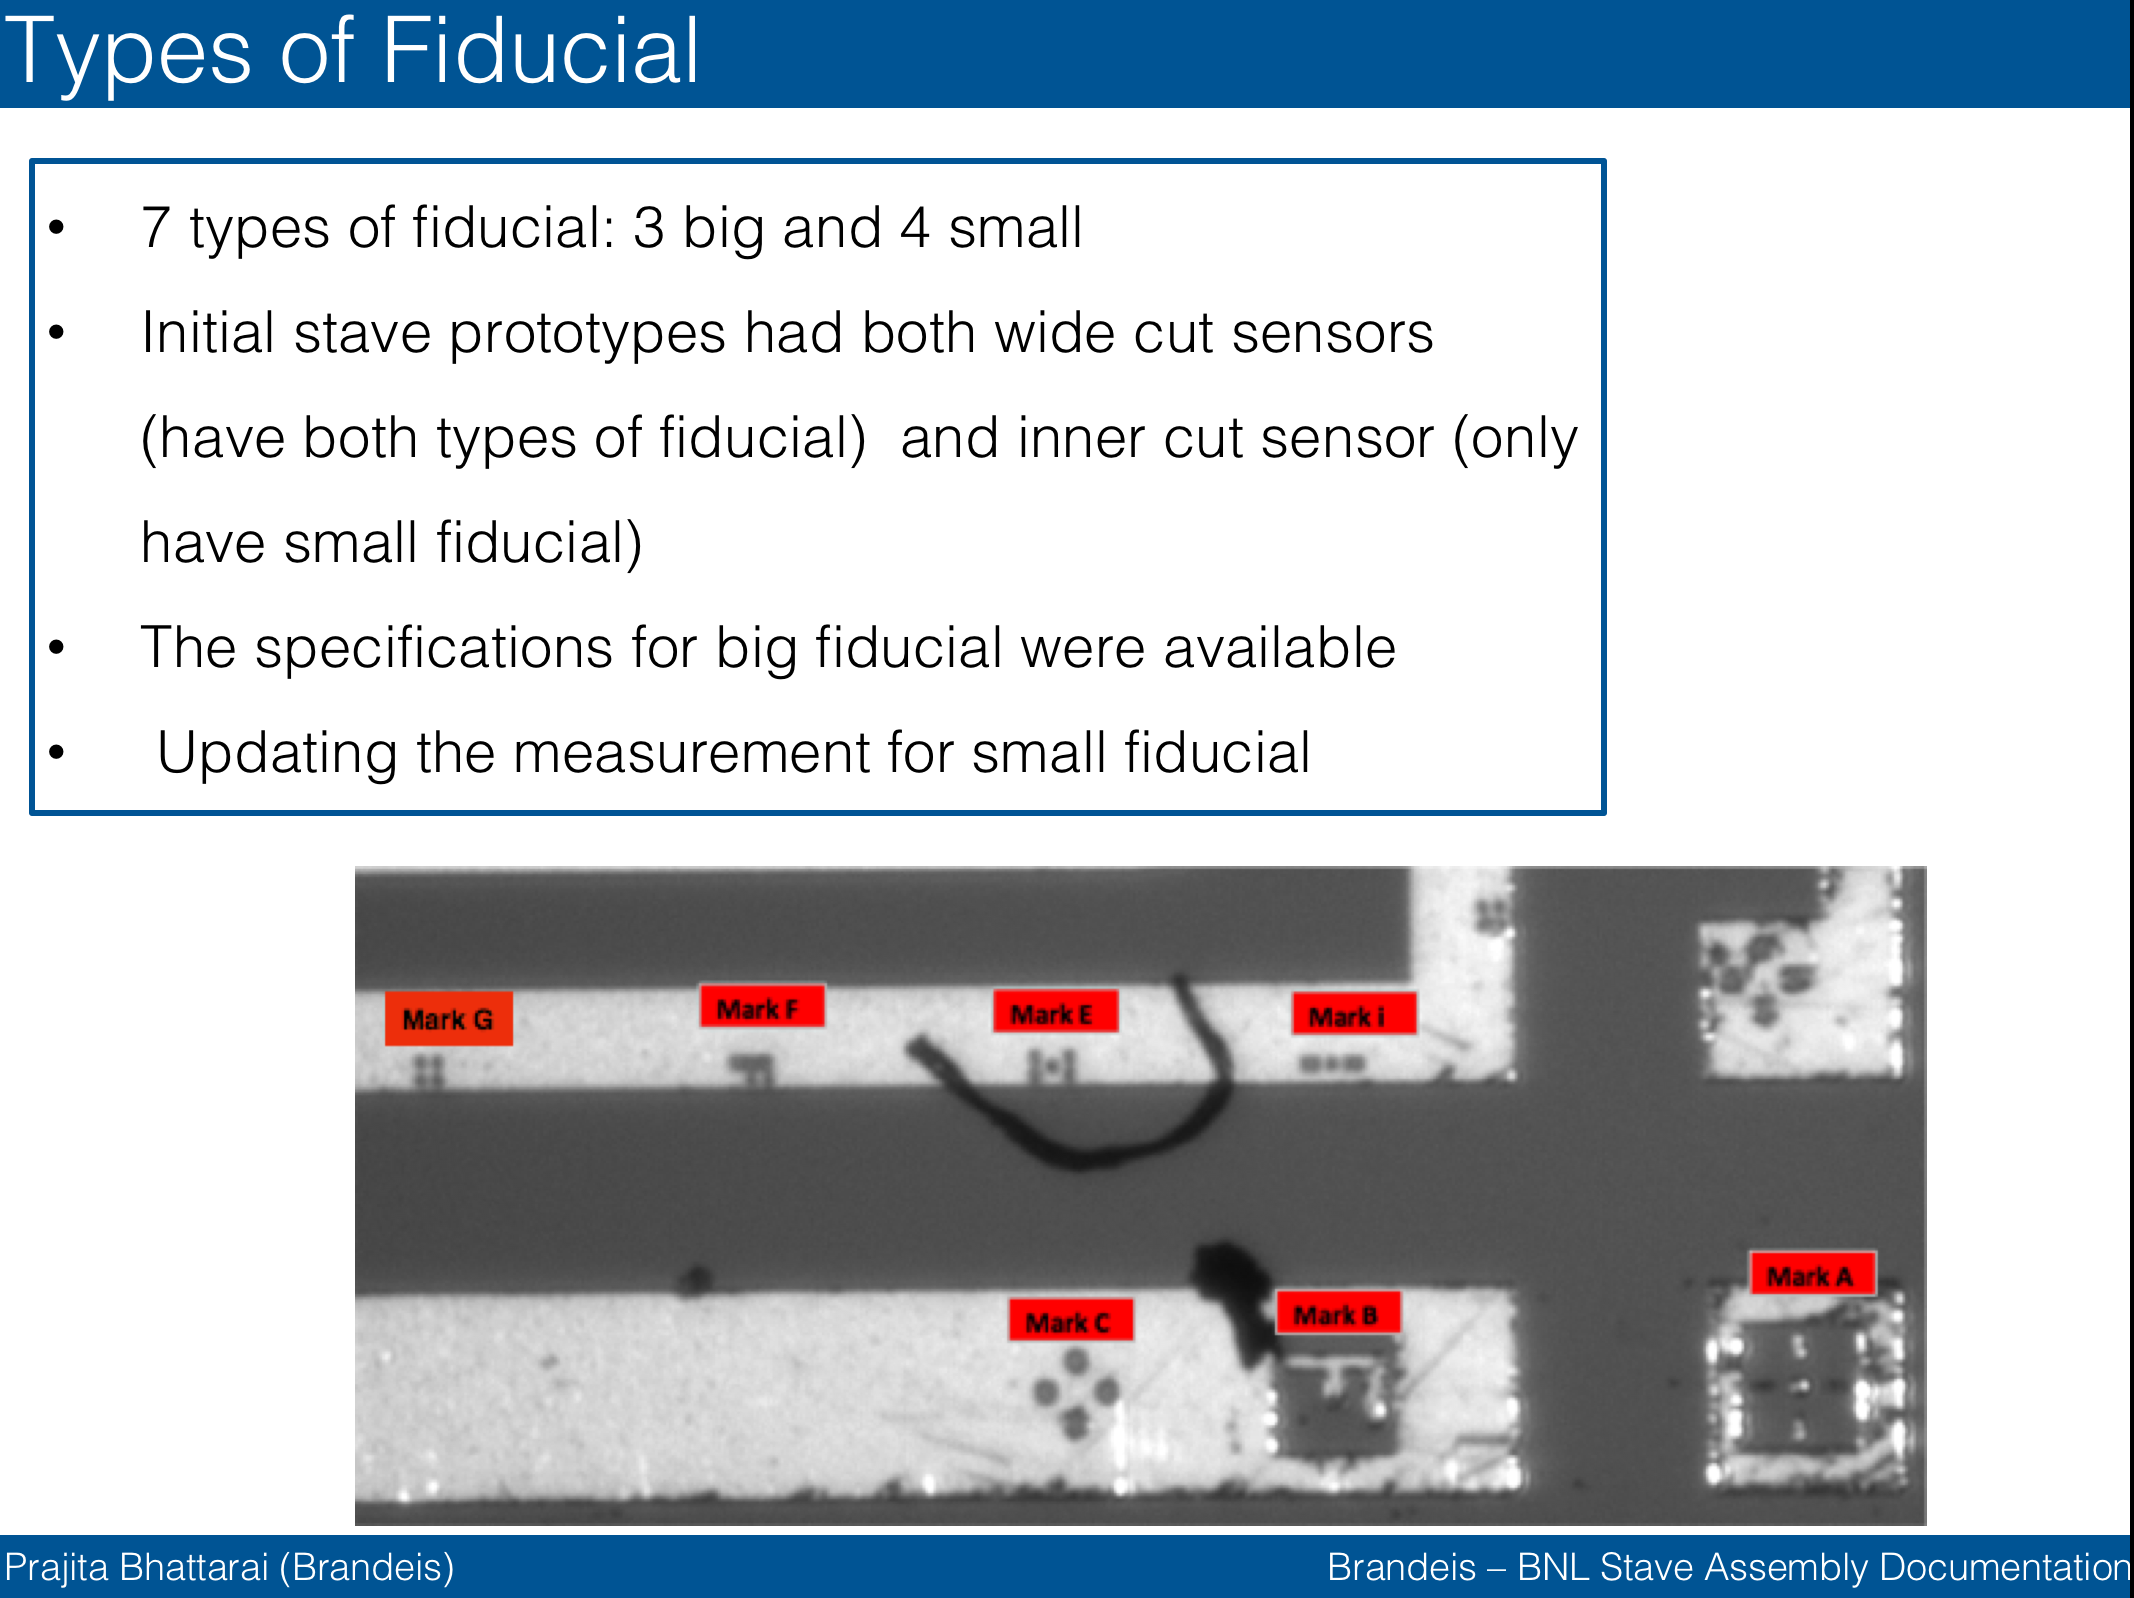 Types of Fiducial
• 7 types of fiducial: 3 big and 4 small
• Initial stave prototypes had both wide cut sensors
(have both types of fiducial)  and inner cut sensor (only
have small fiducial)
• The specifications for big fiducial were available
• Updating the measurement for small fiducial
Mark G
Mark F
Mark E
Mark i
Mark C
Mark B
Mark A
Prajita Bhattarai (Brandeis)
Brandeis – BNL Stave Assembly Documentation